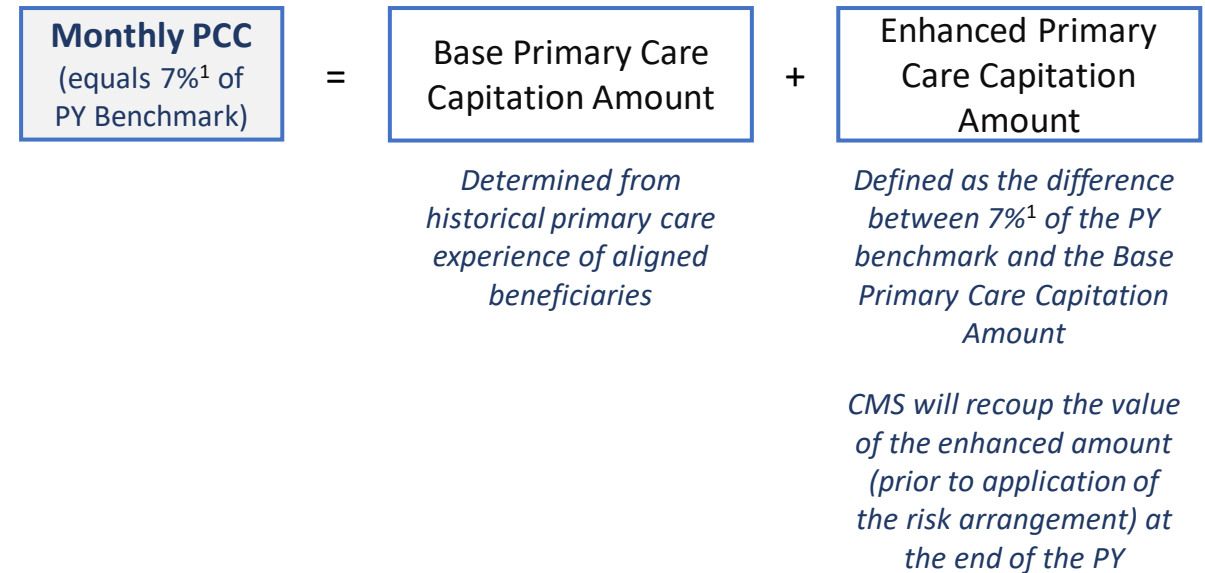 Monthly PCC
(equals 7%¹ of
PY Benchmark)
=
Base Primary Care
Capitation Amount
+
Enhanced Primary
Care Capitation
Amount
Determined from
historical primary care
experience of aligned
beneficiaries
Defined as the difference
between 7%¹ of the PY
benchmark and the Base
Primary Care Capitation
Amount
CMS will recoup the value
of the enhanced amount
(prior to application of
the risk arrangement) at
the end of the PY